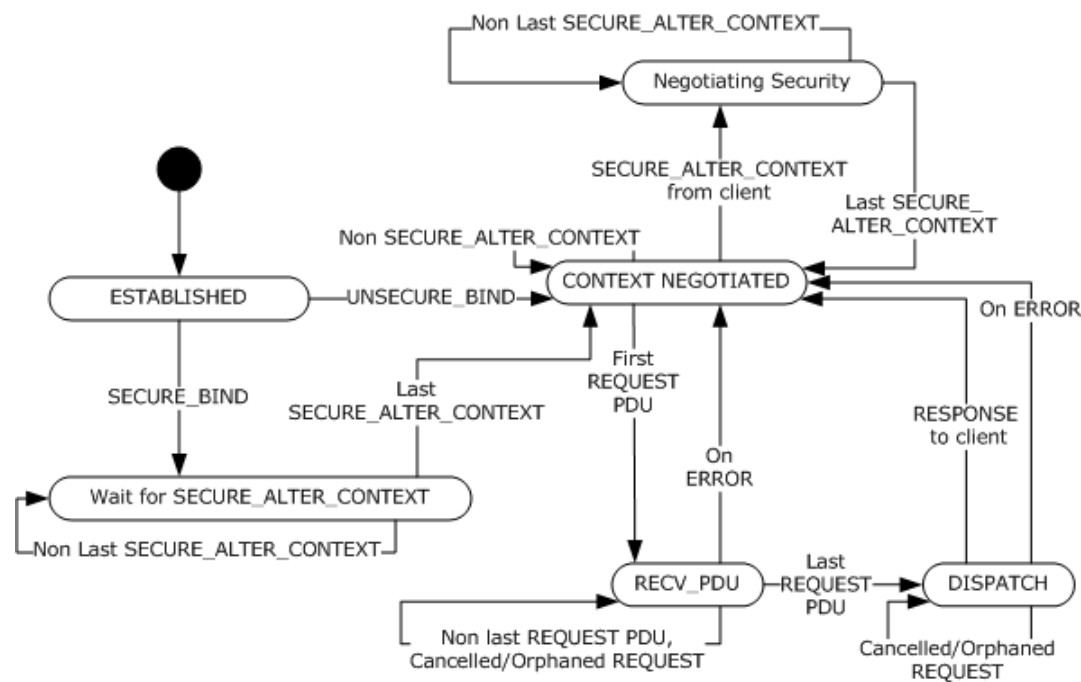 Non Last SECURE_ALTER_CONTEXT
Negotiating Security
SECURE_ALTER_CONTEXT
from client
Last SECURE_
ALTER_CONTEXT
Non SECURE_ALTER_CONTEXT
ESTABLISHED
UNSECURE_BIND
CONTEXT NEGOTIATED
On ERROR
First
REQUEST
PDU
Last
SECURE_ALTER_CONTEXT
SECURE_BIND
RESPONSE
to client
On
ERROR
Wait for SECURE_ALTER_CONTEXT
Non Last SECURE_ALTER_CONTEXT
RECV_PDU
Last
REQUEST
PDU
DISPATCH
Non last REQUEST PDU,
Cancelled/Orphaned REQUEST
Cancelled/Orphaned
REQUEST